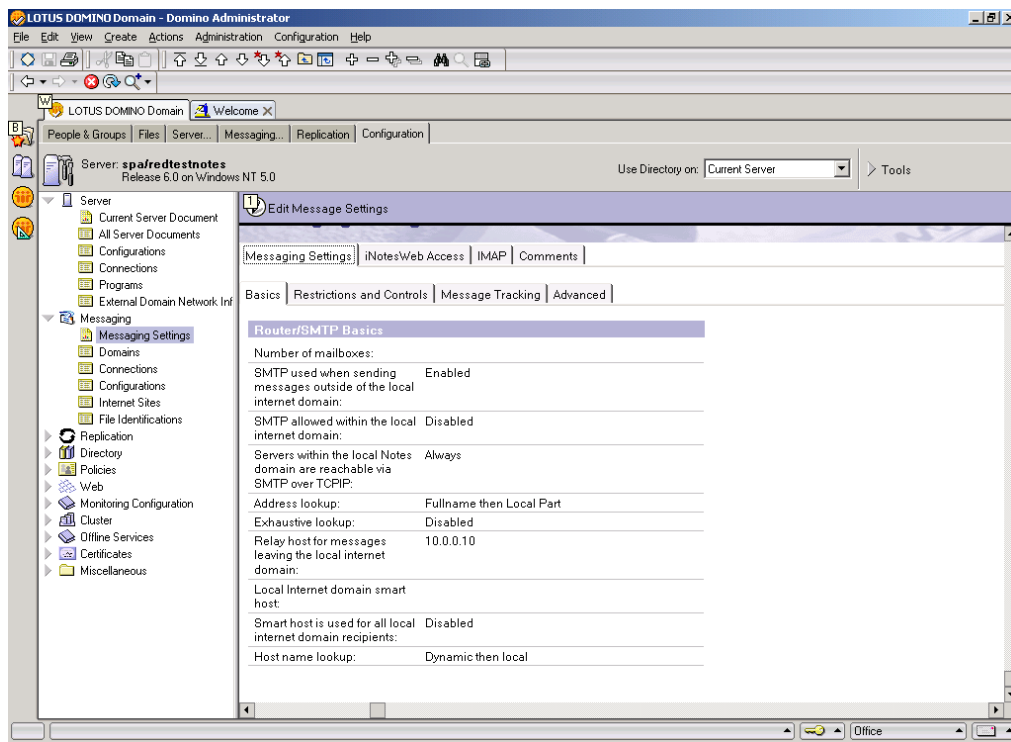 LOTUS DOMINO Domain - Domino Administrator
File Edit View Create Actions Administration Configuration Help
W
LOTUS DOMINO Domain Welcome
B
People & Groups Files Server... Messaging... Replication Configuration
Server: spa/redtestnotes
Release 6.0 on Windows NT 5.0
Use Directory on: Current Server Tools
Server
Current Server Document
All Server Documents
Configurations
Connections
Programs
External Domain Network Inf
Messaging
Messaging Settings
Domains
Connections
Configurations
Internet Sites
File Identifications
Replication
Directory
Policies
Web
Monitoring Configuration
Cluster
Offline Services
Certificates
Miscellaneous
1 Edit Message Settings
Messaging Settings iNotesWeb Access IMAP Comments
Basics Restrictions and Controls Message Tracking Advanced
Router/SMTP Basics
Number of mailboxes:
SMTP used when sending Enabled
messages outside of the local
internet domain:
SMTP allowed within the local Disabled
internet domain:
Servers within the local Notes Always
domain are reachable via
SMTP over TCPIP:
Address lookup: Fullname then Local Part
Exhaustive lookup: Disabled
Relay host for messages 10.0.0.10
leaving the local internet
domain:
Local Internet domain smart
host:
Smart host is used for all local Disabled
internet domain recipients:
Host name lookup: Dynamic then local
Office